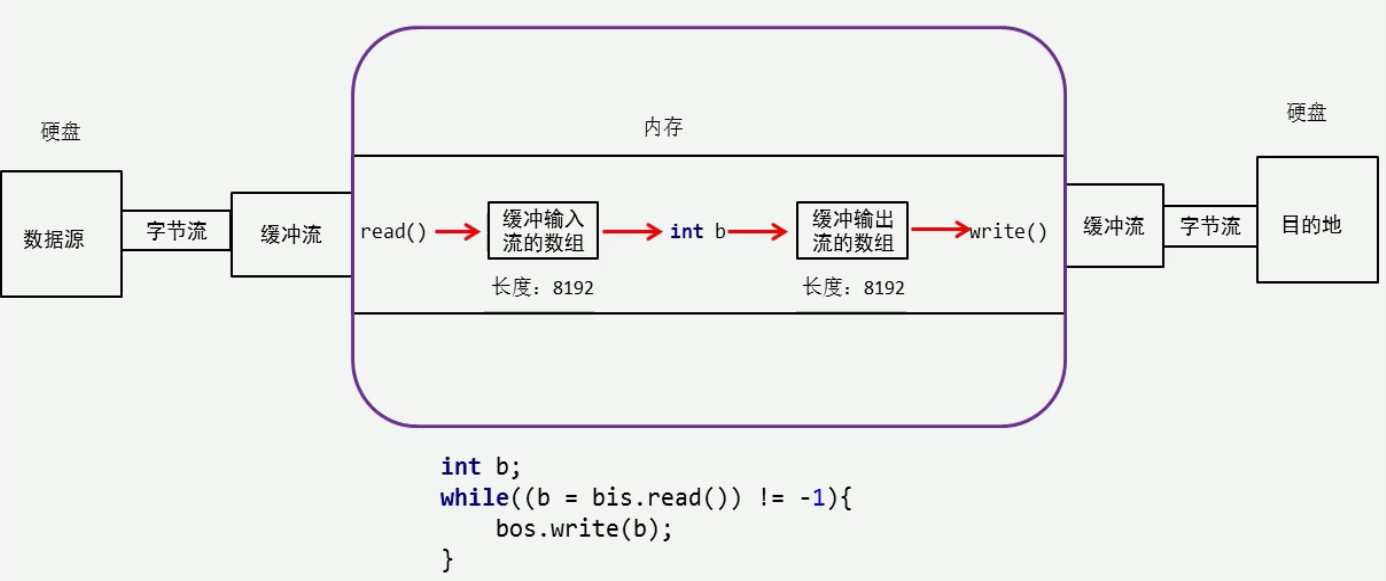 硬盘
内存
硬盘
数据源
字节流
缓冲流
read()
缓冲输入
流的数组
int b
缓冲输出
流的数组
write()
缓冲流
字节流
目的地
长度：8192
长度：8192
int b;
while((b = bis.read()) != -1){
    bos.write(b);
}